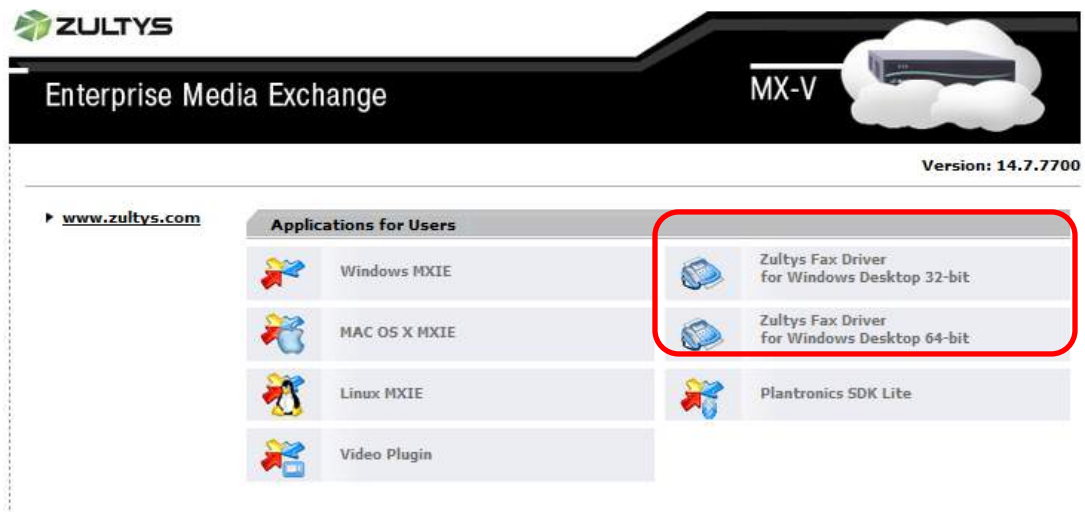 ZULTYS
Enterprise Media Exchange
MX-V
Version: 14.7.7700
www.zultys.com
Applications for Users
Windows MXIE
Zultys Fax Driver
for Windows Desktop 32-bit
MAC OS X MXIE
Zultys Fax Driver
for Windows Desktop 64-bit
Linux MXIE
Plantronics SDK Lite
Video Plugin